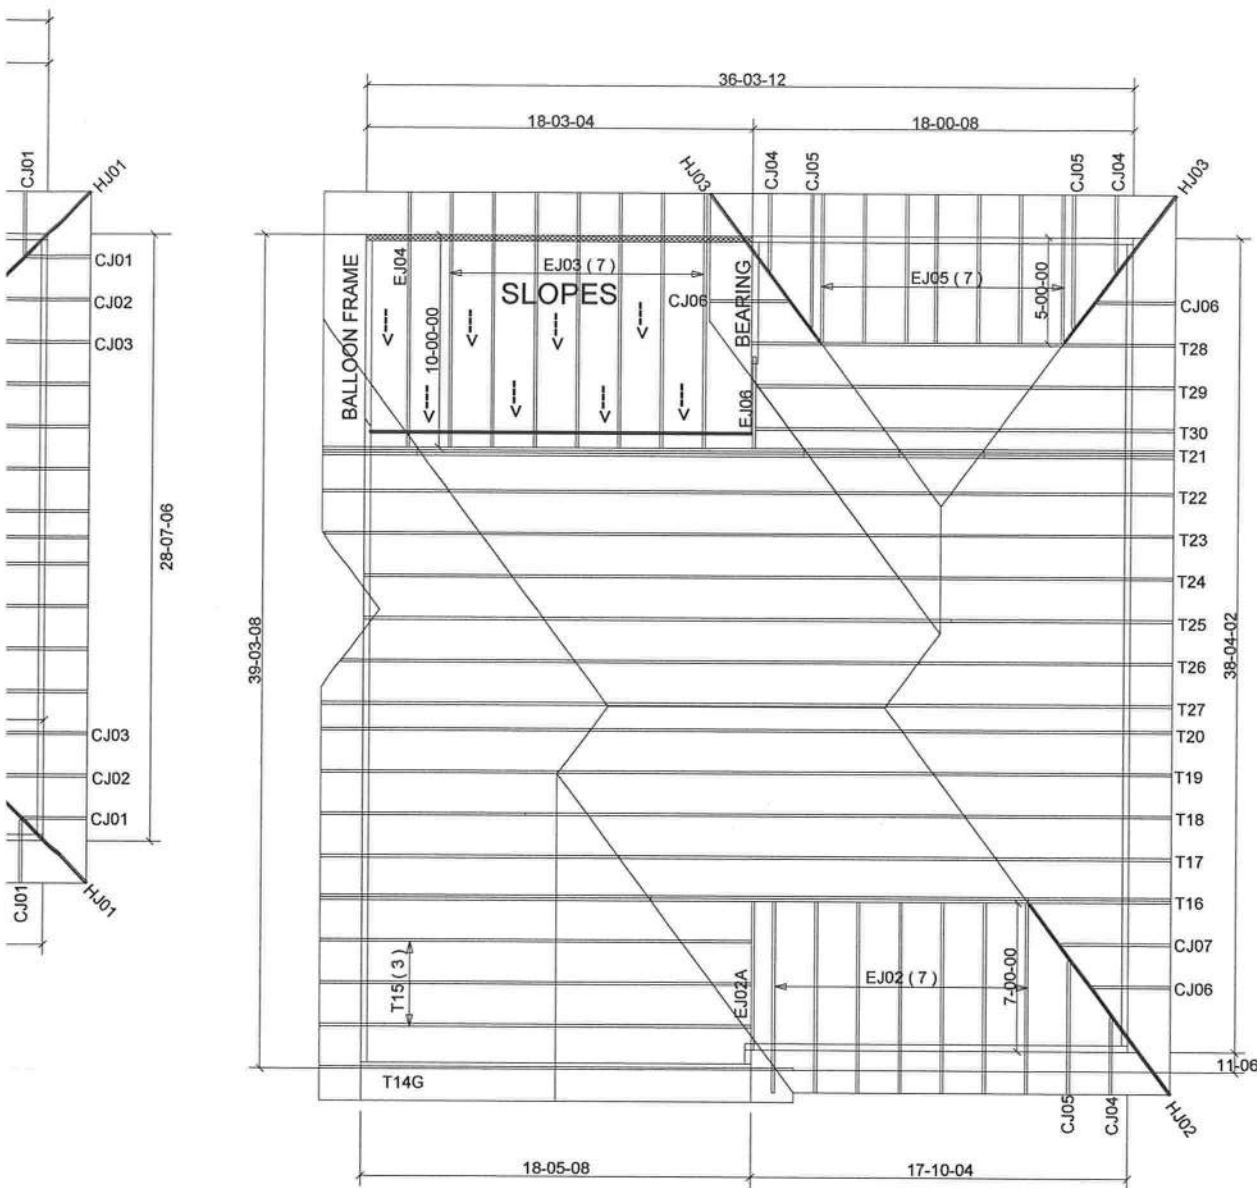 36-03-12
18-03-04
18-00-08
CJ01
HJ01
HJ03
CJ04
CJ05
CJ05
CJ04
HJ03
CJ01
CJ02
CJ03
BALLOON FRAME
EJ04
EJ03 ( 7 )
SLOPES
10-00-00
BEARING
CJ06
EJ05 ( 7 )
5-00-00
CJ06
T28
T29
EJ06
T30
T21
T22
T23
T24
T25
T26
T27
T20
T19
T18
T17
T16
28-07-06
39-03-08
38-04-02
CJ03
CJ02
CJ01
CJ01
HJ01
T15 ( 3 )
EJ02A
EJ02 ( 7 )
7-00-00
CJ07
CJ06
11-06
T14G
CJ05
CJ04
HJ02
18-05-08
17-10-04